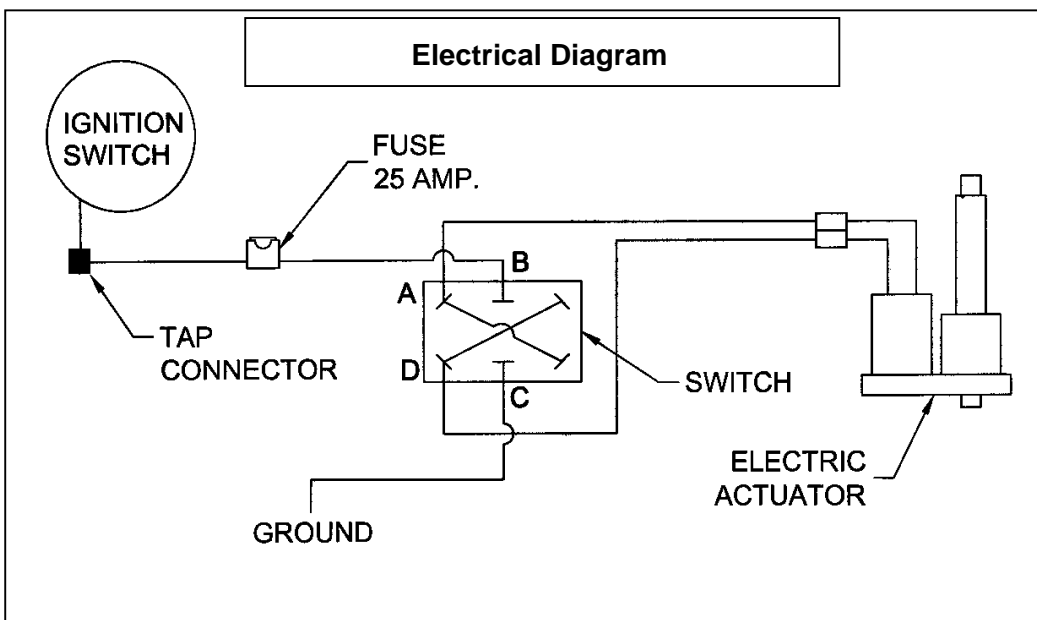 Electrical Diagram
IGNITION
SWITCH
FUSE
25 AMP.
B
A
TAP
CONNECTOR
D
SWITCH
C
ELECTRIC
ACTUATOR
GROUND